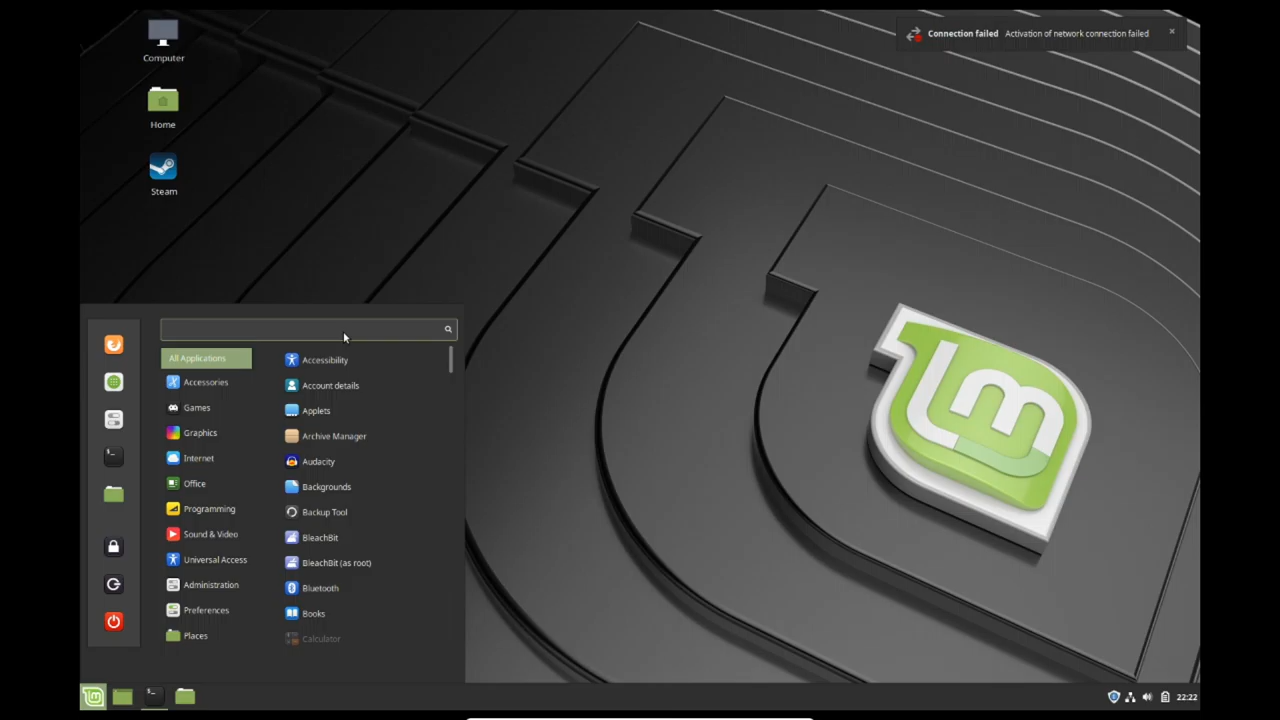 Computer
Connection failed Activation of network connection failed
Home
Steam
All Applications
Accessories
Games
Graphics
Internet
Office
Programming
Sound & Video
Universal Access
Administration
Preferences
Places
Accessibility
Account details
Applets
Archive Manager
Audacity
Backgrounds
Backup Tool
BleachBit
BleachBit (as root)
Bluetooth
Books
Calculator
22:22